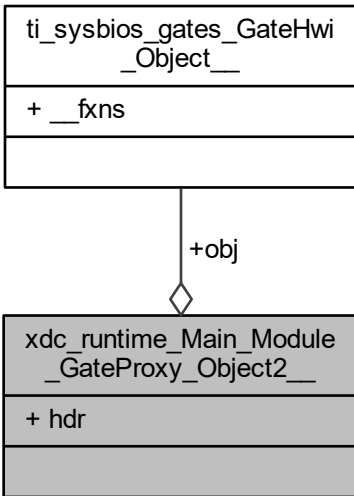 ti_sysbios_gates_GateHwi
_Object__
+ __fxns
+obj
xdc_runtime_Main_Module
_GateProxy_Object2__
+ hdr